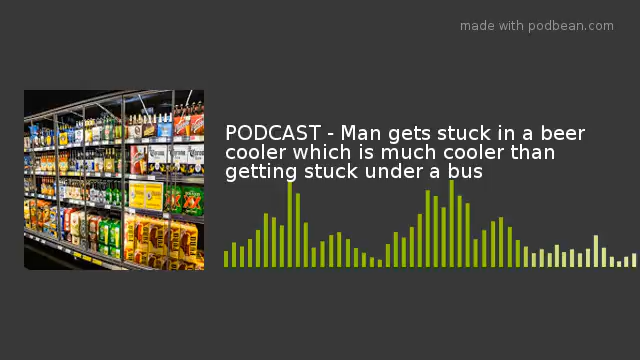 made with podbean.com
PODCAST - Man gets stuck in a beer
cooler which is much cooler than
getting stuck under a bus